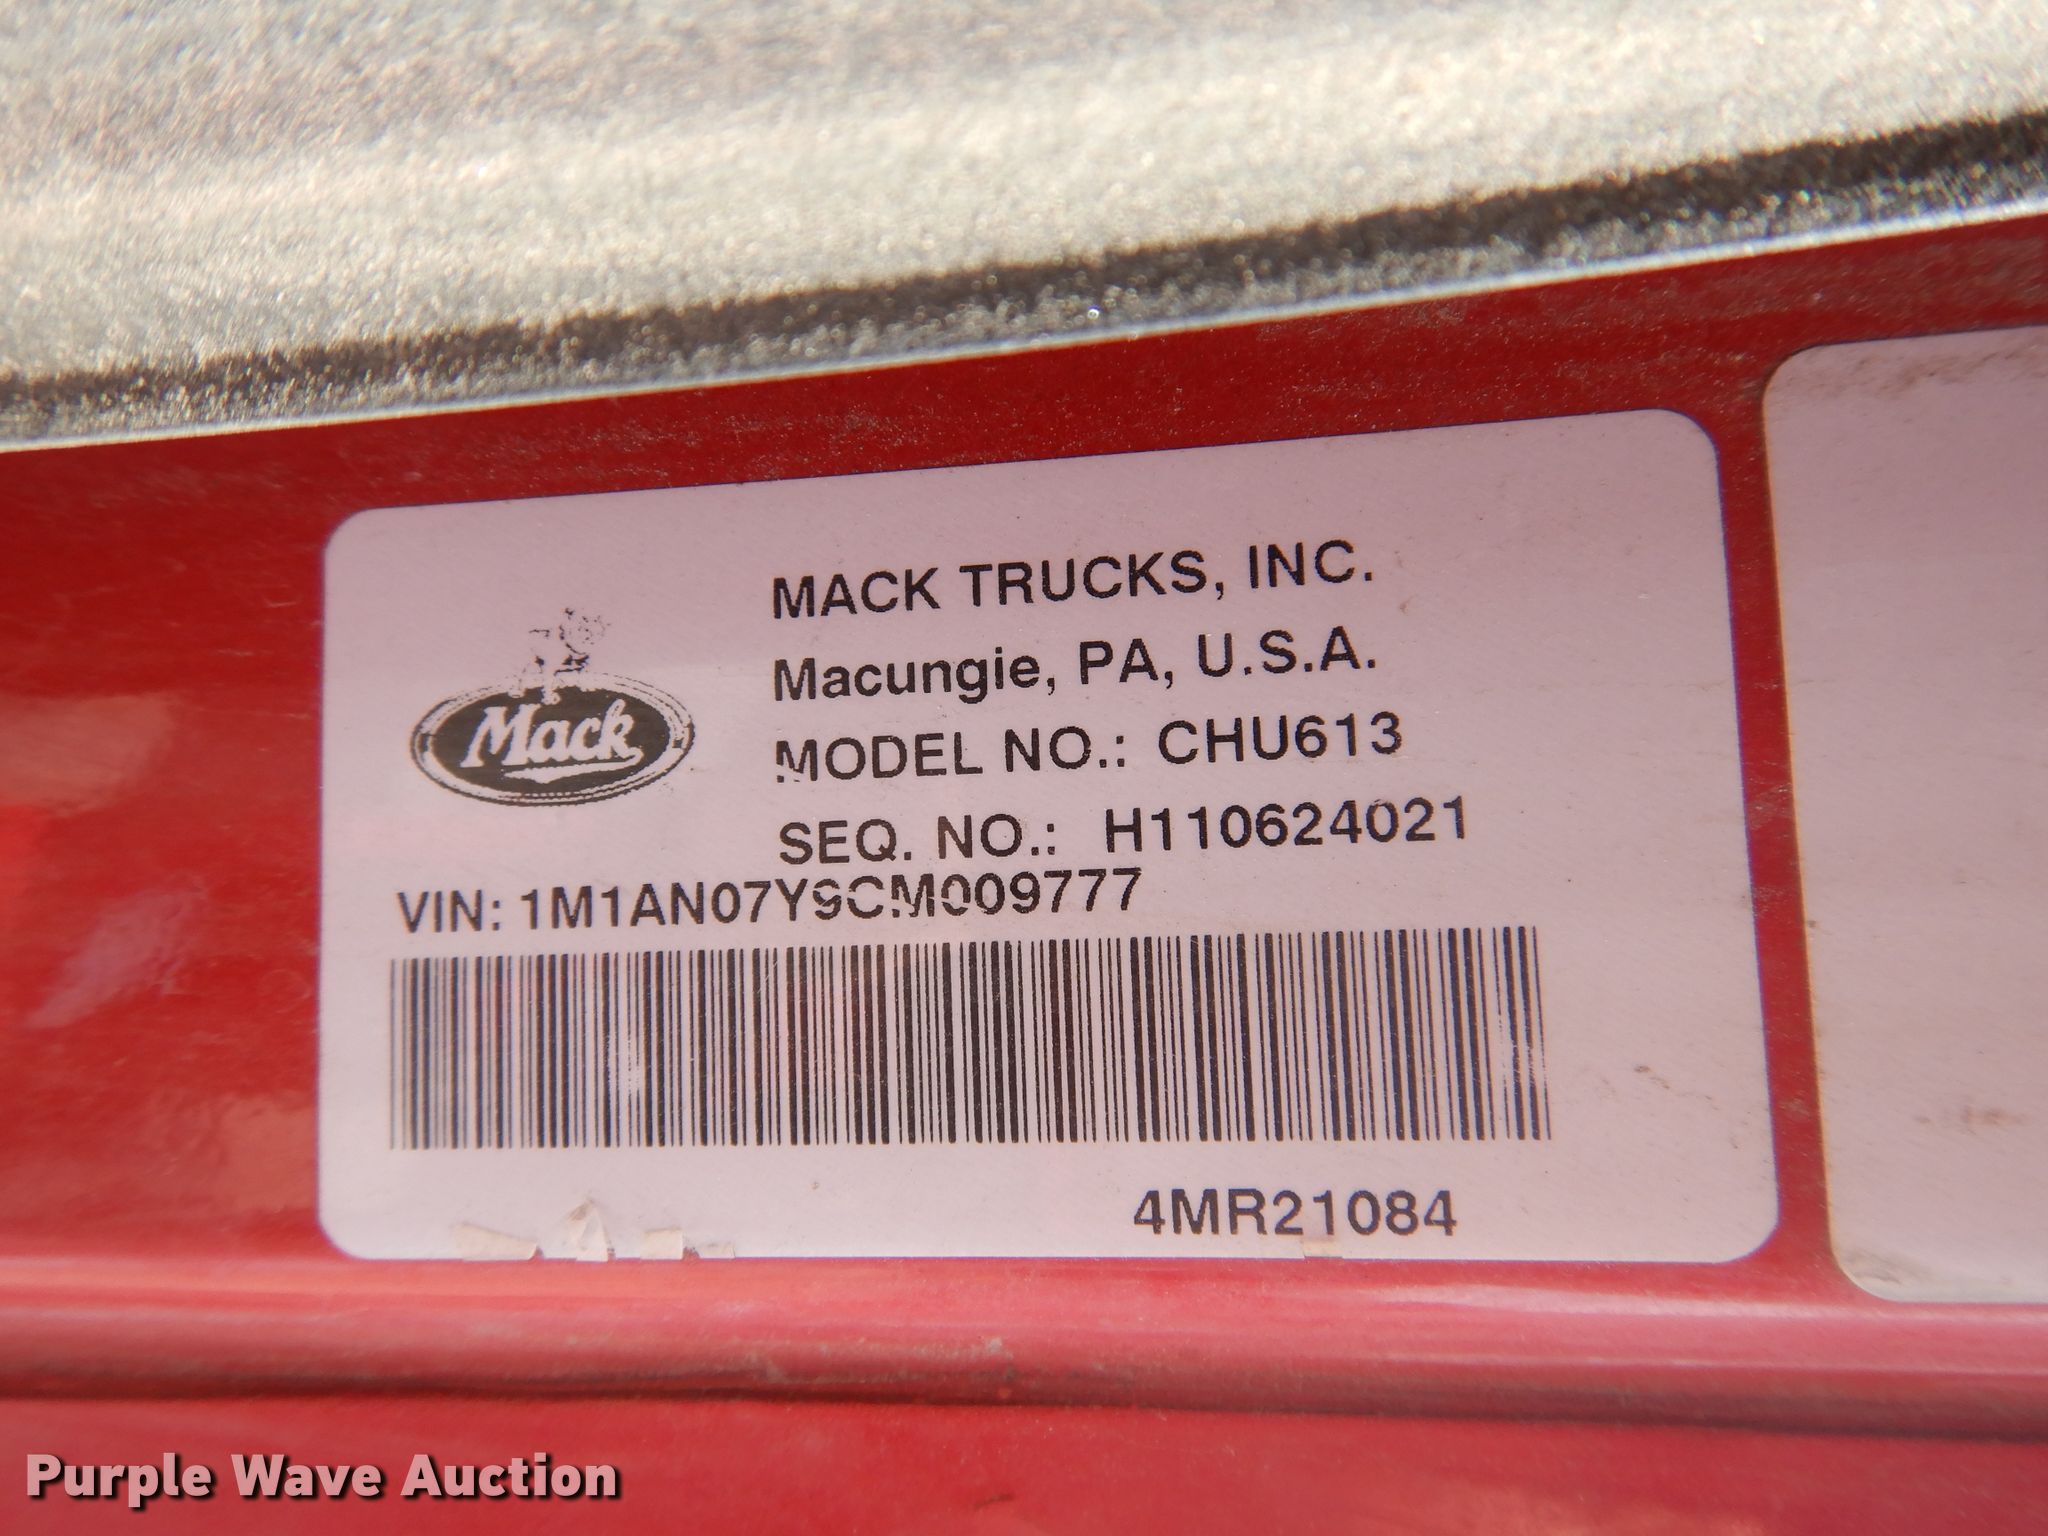 MACK TRUCKS, INC.
Macungie, PA, U.S.A.
Mack
MODEL NO.: CHU613
SEQ. NO.: H110624021
VIN: 1M1AN07Y9CM009777
4MR21084
Purple Wave Auction